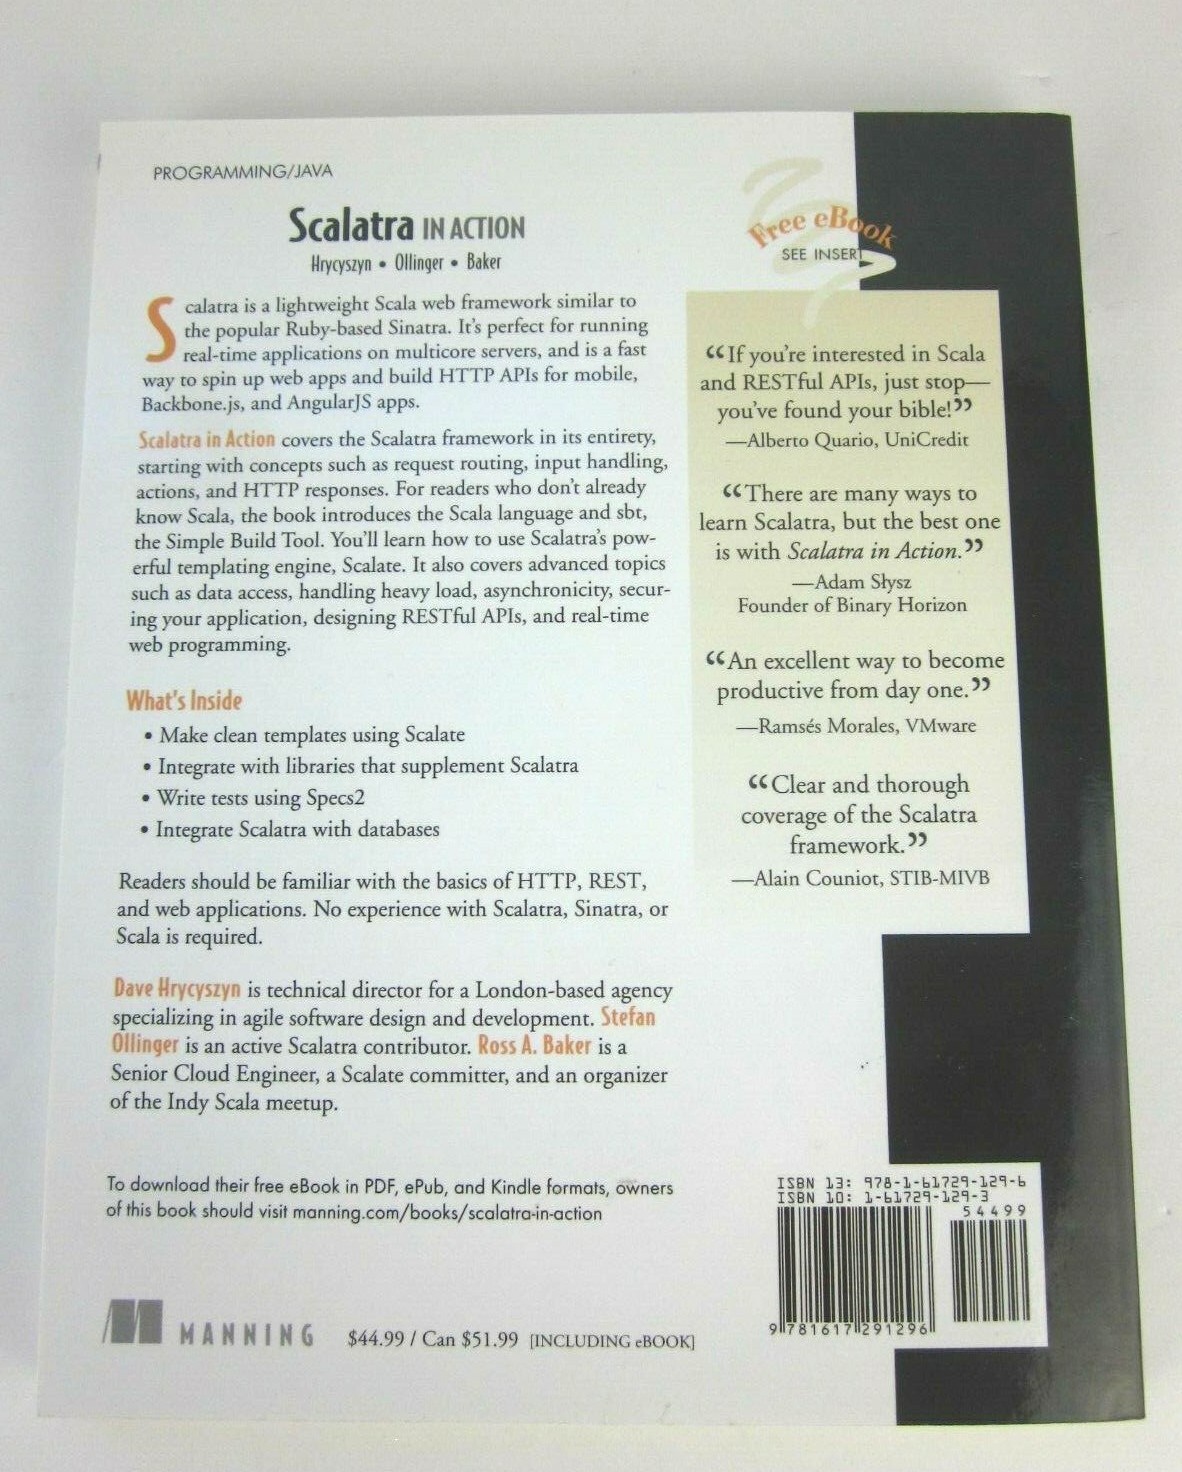 PROGRAMMING/JAVA
Scalatra IN ACTION
Hrycyszyn • Ollinger • Baker
Scalatra is a lightweight Scala web framework similar to
the popular Ruby-based Sinatra. It's perfect for running
real-time applications on multicore servers, and is a fast
way to spin up web apps and build HTTP APIs for mobile,
Backbone.js, and AngularJS apps.
Scalatra in Action covers the Scalatra framework in its entirety,
starting with concepts such as request routing, input handling,
actions, and HTTP responses. For readers who don't already
know Scala, the book introduces the Scala language and sbt,
the Simple Build Tool. You'll learn how to use Scalatra's pow-
erful templating engine, Scalate. It also covers advanced topics
such as data access, handling heavy load, asynchronicity, secur-
ing your application, designing RESTful APIs, and real-time
web programming.
What's Inside
• Make clean templates using Scalate
• Integrate with libraries that supplement Scalatra
• Write tests using Specs2
• Integrate Scalatra with databases
Readers should be familiar with the basics of HTTP, REST,
and web applications. No experience with Scalatra, Sinatra, or
Scala is required.
Dave Hrycyszyn is technical director for a London-based agency
specializing in agile software design and development. Stefan
Ollinger is an active Scalatra contributor. Ross A. Baker is a
Senior Cloud Engineer, a Scalate committer, and an organizer
of the Indy Scala meetup.
To download their free eBook in PDF, ePub, and Kindle formats, owners
of this book should visit manning.com/books/scalatra-in-action
MANNING
$44.99 / Can $51.99 [INCLUDING eBOOK]
Free eBook
SEE INSERT
“If you're interested in Scala
and RESTful APIs, just stop—
you've found your bible!”
—Alberto Quario, UniCredit
“There are many ways to
learn Scalatra, but the best one
is with Scalatra in Action.”
—Adam Słysz
Founder of Binary Horizon
“An excellent way to become
productive from day one.”
—Ramsés Morales, VMware
“Clear and thorough
coverage of the Scalatra
framework.”
—Alain Couniot, STIB-MIVB
ISBN 13: 978-1-61729-129-6
ISBN 10: 1-61729-129-3
54499
9 781617 291296